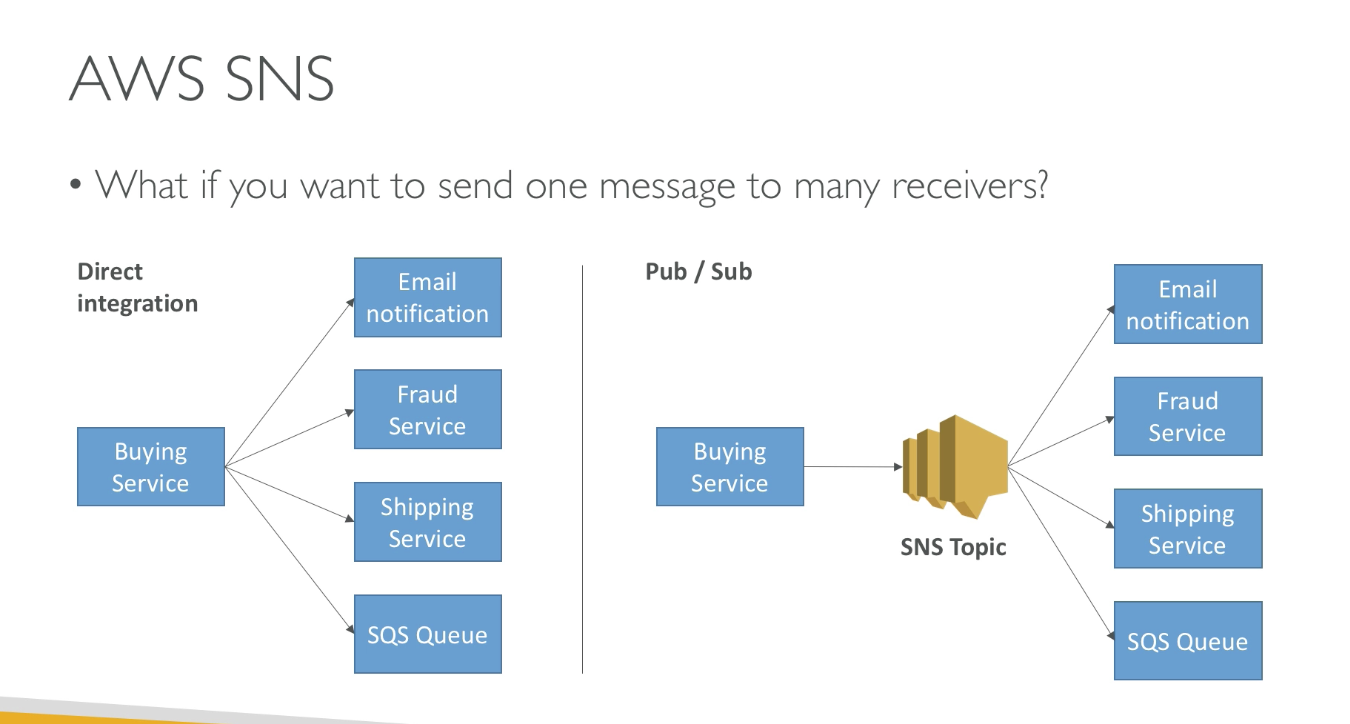 AWS SNS
• What if you want to send one message to many receivers?
Direct
integration
Buying
Service
Email
notification
Fraud
Service
Shipping
Service
SQS Queue
Pub / Sub
Buying
Service
SNS Topic
Email
notification
Fraud
Service
Shipping
Service
SQS Queue